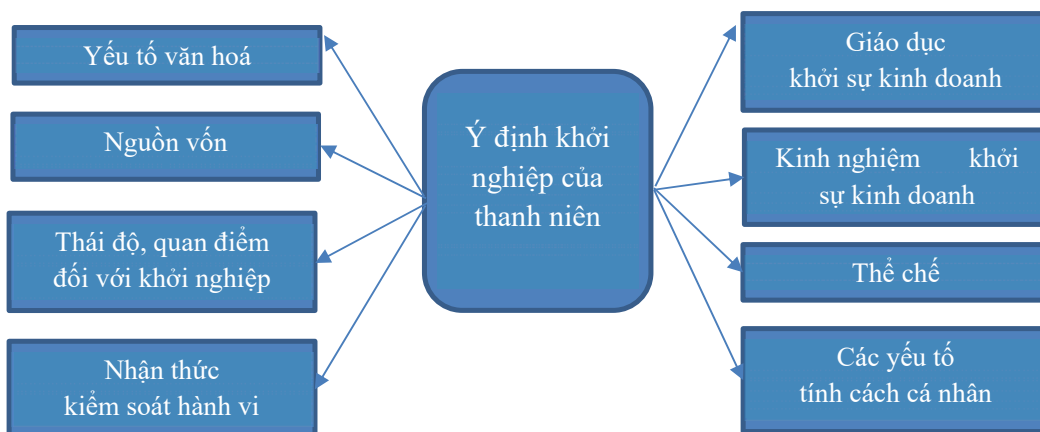 Yếu tố văn hoá
Nguồn vốn
Thái độ, quan điểm
đối với khởi nghiệp
Nhận thức
kiểm soát hành vi
Ý định khởi
nghiệp của
thanh niên
Giáo dục
khởi sự kinh doanh
Kinh nghiệm khởi
sự kinh doanh
Thể chế
Các yếu tố
tính cách cá nhân